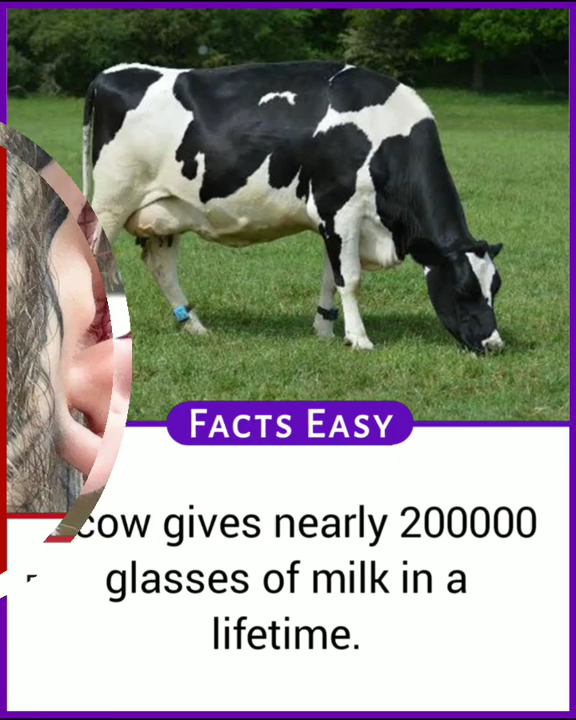 FACTS EASY
cow gives nearly 200000
glasses of milk in a
lifetime.